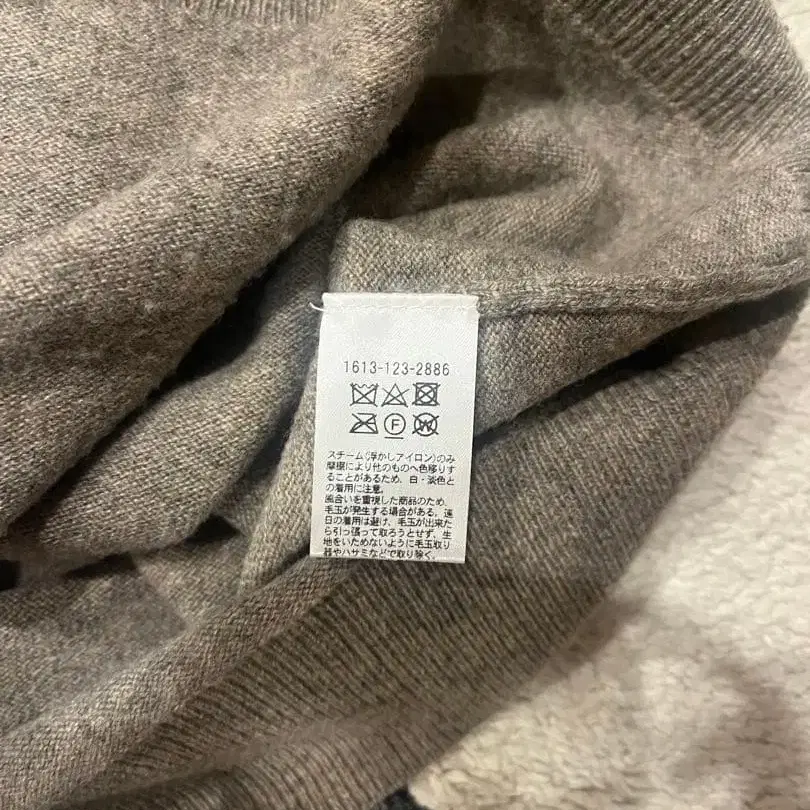 1613-123-2886
F W
スチーム(浮かしアイロン)のみ
摩擦により他のものへ色移りす
ることがあるため、白・淡色と
の着用に注意。
風合いを重視した商品のため、
毛玉が発生する場合がある。連
日の着用は避け、毛玉が出来た
ら引っ張って取ろうとせず、生
地をいためないように毛玉取り
器やハサミなどで取り除く。